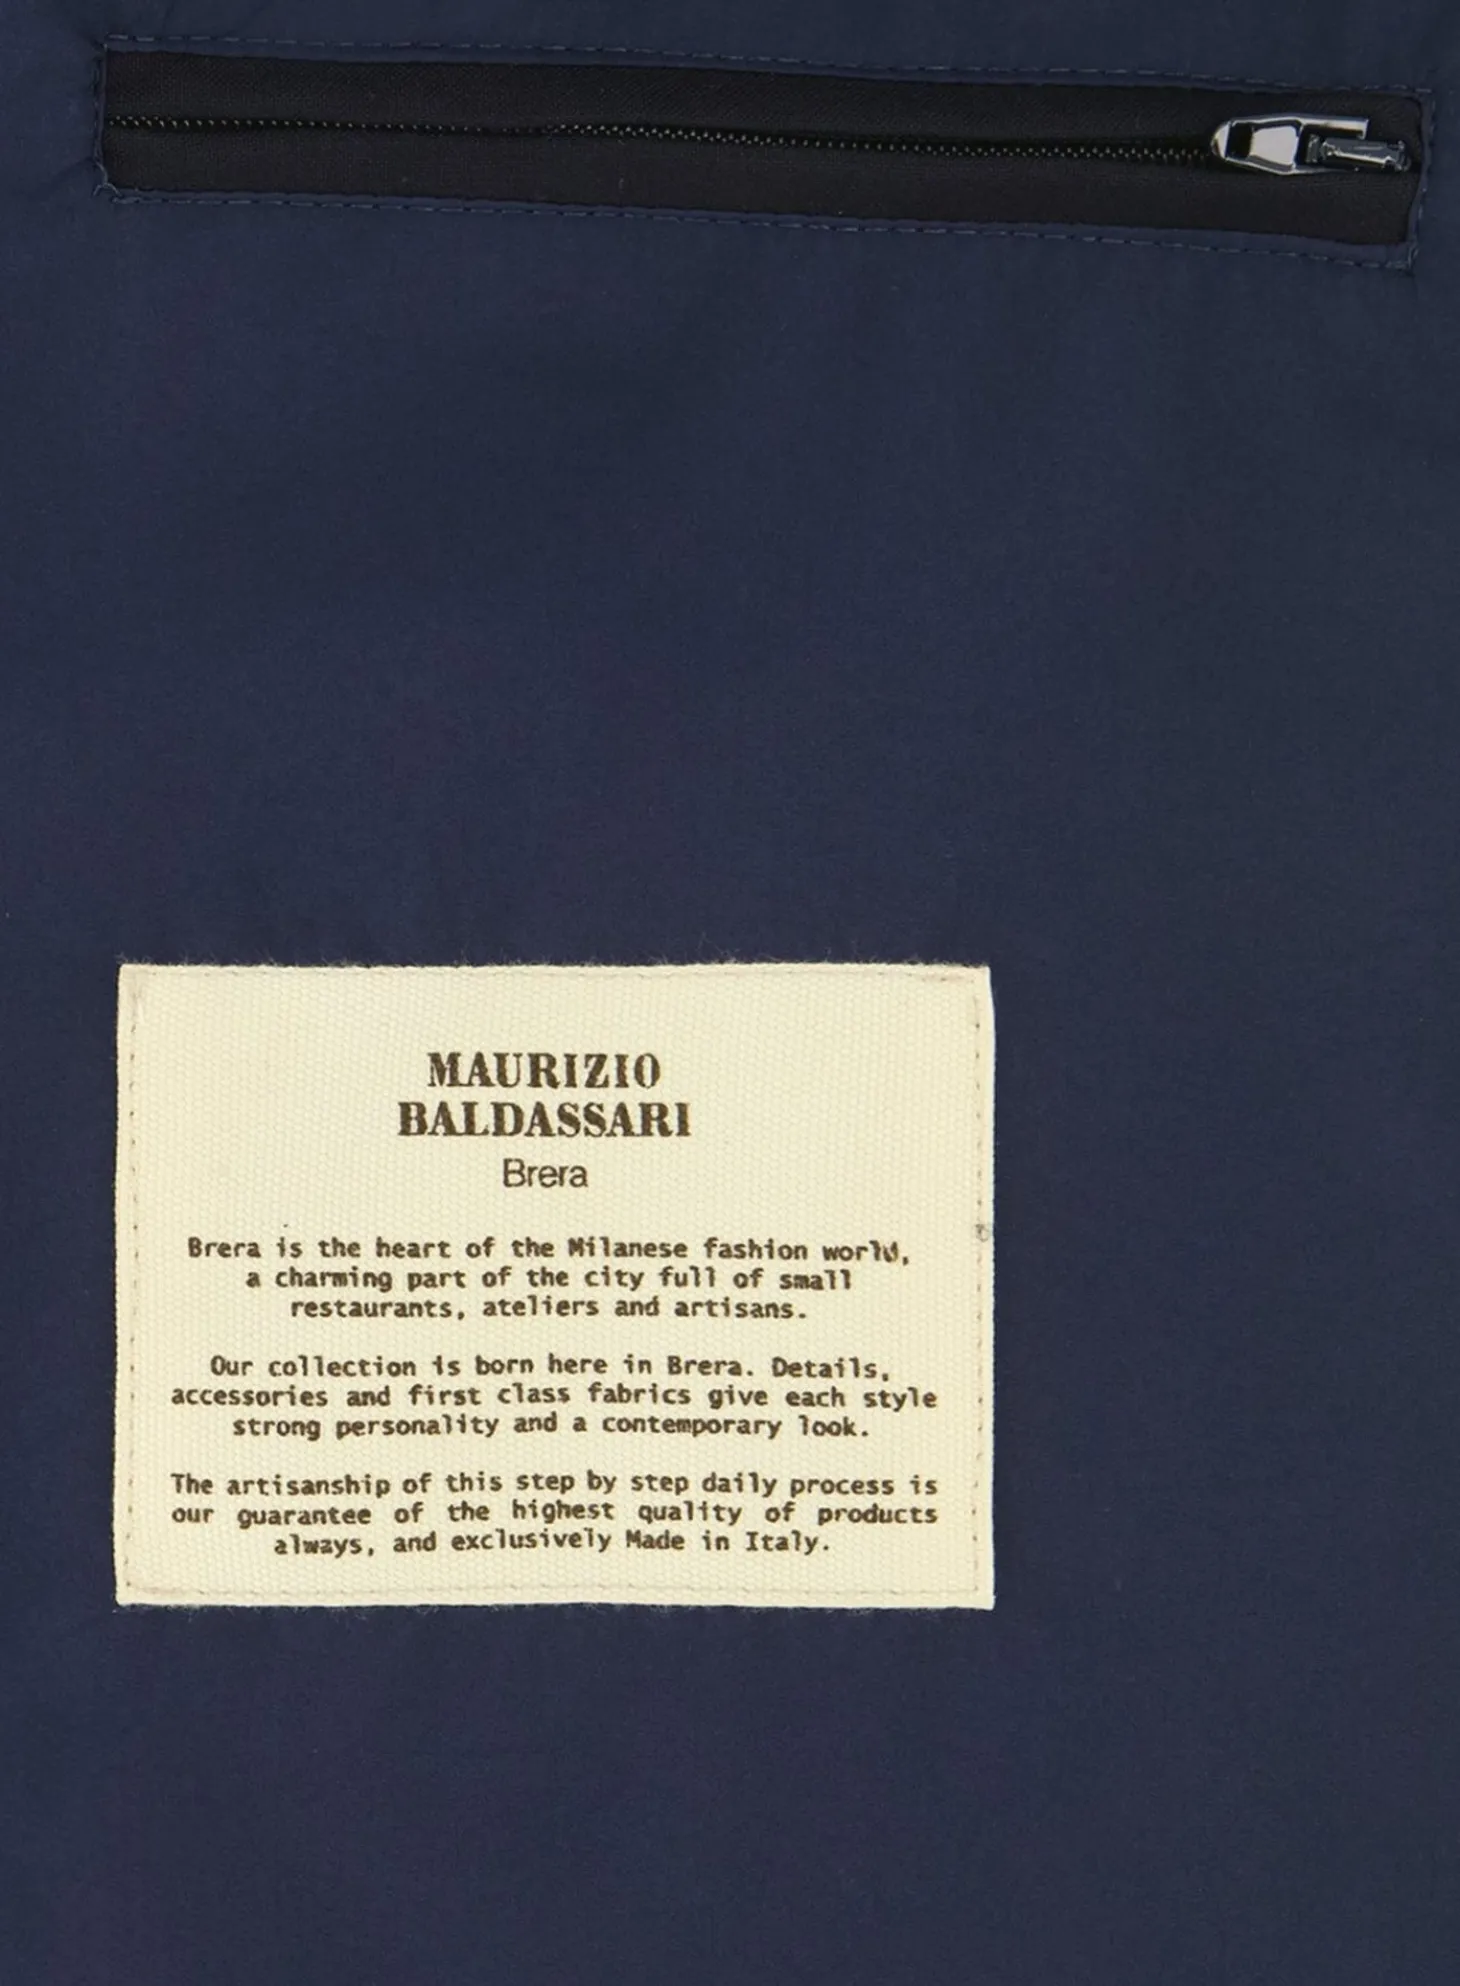 MAURIZIO
BALDASSARI
Brera
Brera is the heart of the Milanese fashion world,
a charming part of the city full of small
restaurants, ateliers and artisans.
Our collection is born here in Brera. Details,
accessories and first class fabrics give each style
strong personality and a contemporary look.
The artisanship of this step by step daily process is
our guarantee of the highest quality of products
always, and exclusively Made in Italy.